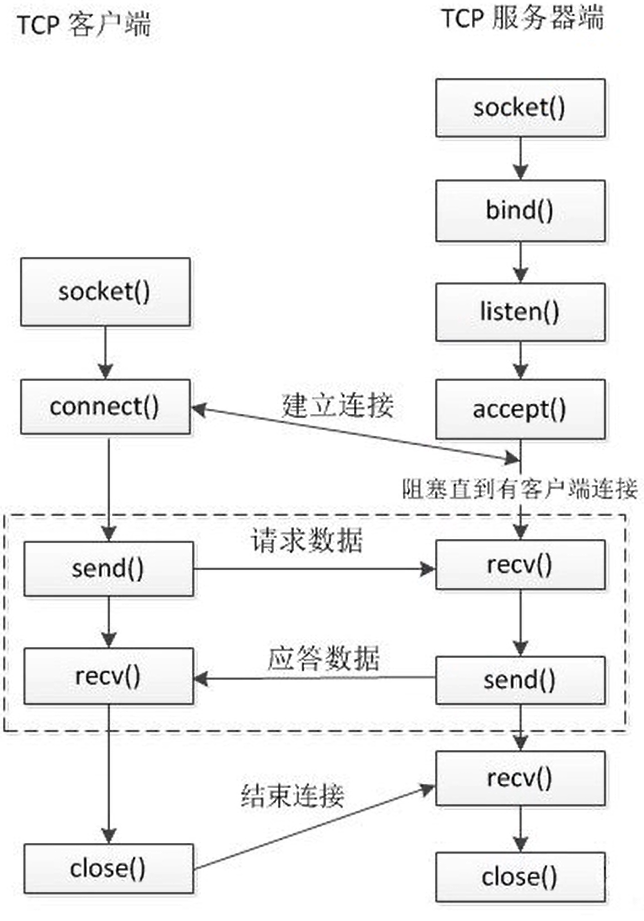 TCP 客户端
TCP 服务器端
socket()
bind()
socket()
listen()
connect()
建立连接
accept()
阻塞直到有客户端连接
send()
请求数据
recv()
recv()
应答数据
send()
结束连接
recv()
close()
close()